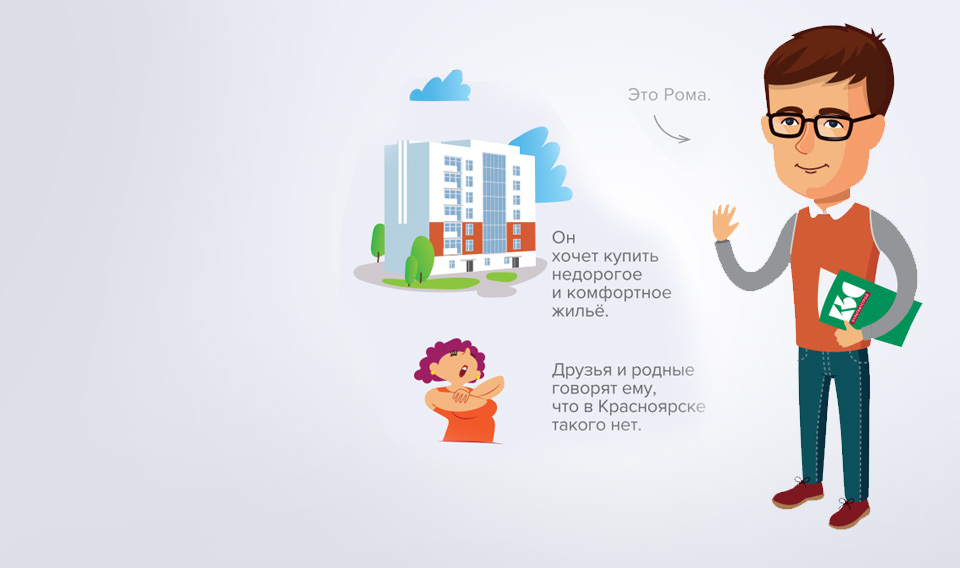 Это Рома.
Он
хочет купить
недорогое
и комфортное
жильё.
Друзья и родные
говорят ему,
что в Красноярске
такого нет.